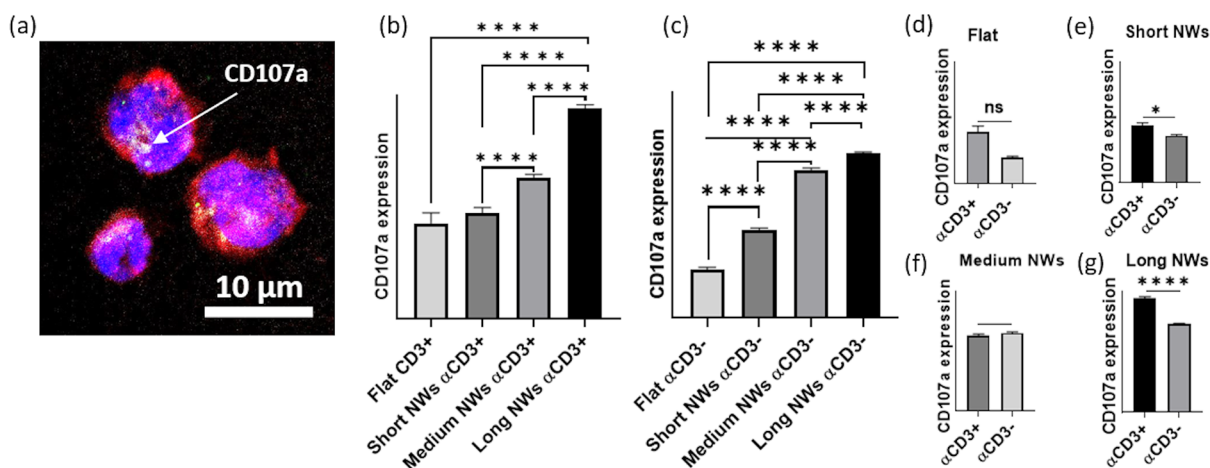 (a)
CD107a
10 µm
(b)
CD107a expression
****
****
****
****
Flat CD3+
Short NWs αCD3+
Medium NWs αCD3+
Long NWs αCD3+
(c)
CD107a expression
****
****
****
****
****
****
Flat αCD3-
Short NWs αCD3-
Medium NWs αCD3-
Long NWs αCD3-
(d)
Flat
CD107a expression
ns
αCD3+
αCD3-
(e)
Short NWs
CD107a expression
*
αCD3+
αCD3-
(f)
Medium NWs
CD107a expression
αCD3+
αCD3-
(g)
Long NWs
CD107a expression
****
αCD3+
αCD3-